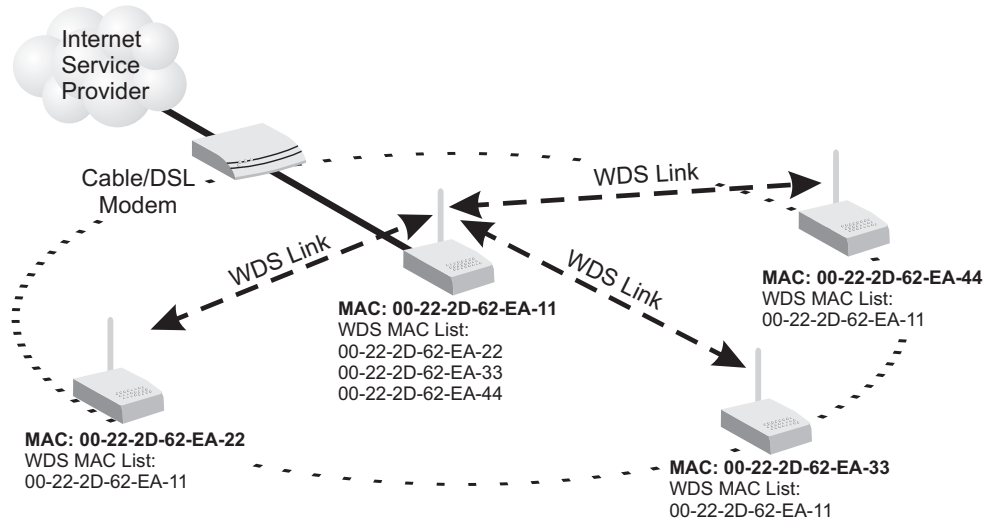 Internet
Service
Provider
Cable/DSL
Modem
WDS Link
WDS Link
WDS Link
MAC: 00-22-2D-62-EA-44
WDS MAC List:
00-22-2D-62-EA-11
MAC: 00-22-2D-62-EA-11
WDS MAC List:
00-22-2D-62-EA-22
00-22-2D-62-EA-33
00-22-2D-62-EA-44
MAC: 00-22-2D-62-EA-22
WDS MAC List:
00-22-2D-62-EA-11
MAC: 00-22-2D-62-EA-33
WDS MAC List:
00-22-2D-62-EA-11